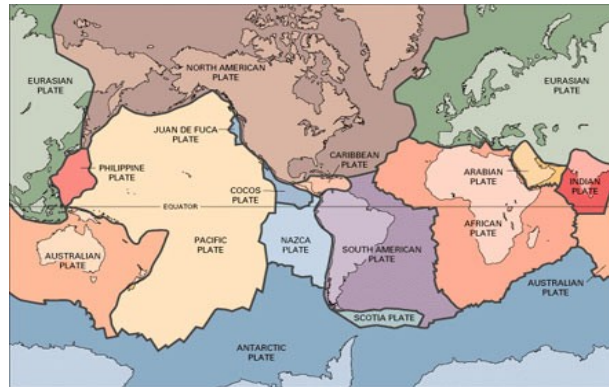 NORTH AMERICAN
PLATE
EURASIAN
PLATE
EURASIAN
PLATE
JUAN DE FUCA
PLATE
PHILIPPINE
PLATE
CARIBBEAN
PLATE
ARABIAN
PLATE
INDIAN
PLATE
COCOS
PLATE
EQUATOR
AUSTRALIAN
PLATE
PACIFIC
PLATE
NAZCA
PLATE
SOUTH AMERICAN
PLATE
AFRICAN
PLATE
AUSTRALIAN
PLATE
SCOTIA PLATE
ANTARCTIC
PLATE